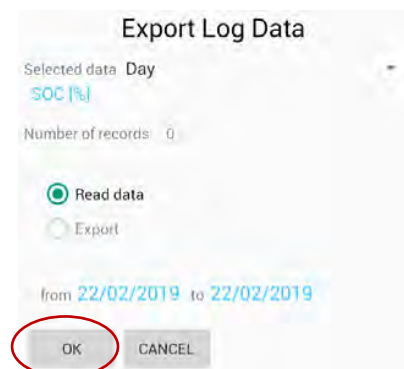 Export Log Data
Selected data Day
SOC [%]
Number of records 0
Read data
Export
from 22/02/2019 to 22/02/2019
OK CANCEL